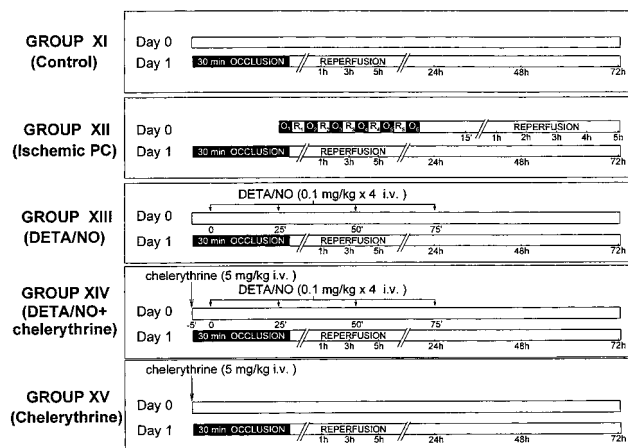 GROUP XI
(Control)
Day 0
Day 1
30 min OCCLUSION
REPERFUSION
1h 3h 5h 24h 48h 72h
GROUP XII
(Ischemic PC)
Day 0
O1 R1 O2 R2 O3 R3 O4 R4 O5 R5 O6
REPERFUSION
15' 1h 2h 3h 4h 5h
Day 1
30 min OCCLUSION
REPERFUSION
1h 3h 5h 24h 48h 72h
GROUP XIII
(DETA/NO)
DETA/NO (0.1 mg/kg x 4 i.v. )
Day 0
0 25' 50' 75'
Day 1
30 min OCCLUSION
REPERFUSION
1h 3h 5h 24h 48h 72h
GROUP XIV
(DETA/NO+
chelerythrine)
chelerythrine (5 mg/kg i.v. )
DETA/NO (0.1 mg/kg x 4 i.v. )
Day 0
-5' 0 25' 50' 75'
Day 1
30 min OCCLUSION
REPERFUSION
1h 3h 5h 24h 48h 72h
GROUP XV
(Chelerythrine)
chelerythrine (5 mg/kg i.v. )
Day 0
Day 1
30 min OCCLUSION
REPERFUSION
1h 3h 5h 24h 48h 72h